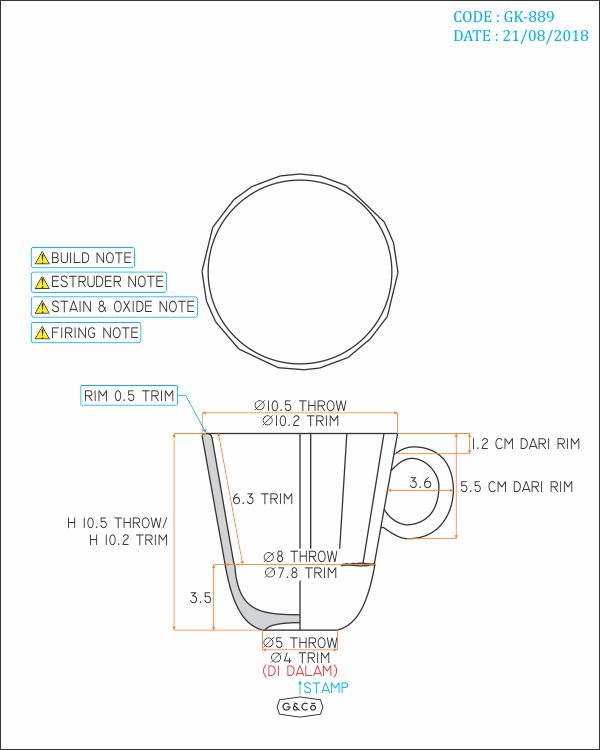 CODE : GK-889
DATE : 21/08/2018
BUILD NOTE
ESTRUDER NOTE
STAIN & OXIDE NOTE
FIRING NOTE
RIM 0.5 TRIM
Ø10.5 THROW
Ø10.2 TRIM
1.2 CM DARI RIM
3.6
5.5 CM DARI RIM
6.3 TRIM
H 10.5 THROW/
H 10.2 TRIM
Ø8 THROW
Ø7.8 TRIM
3.5
Ø5 THROW
Ø4 TRIM
(DI DALAM)
STAMP
G&Cō